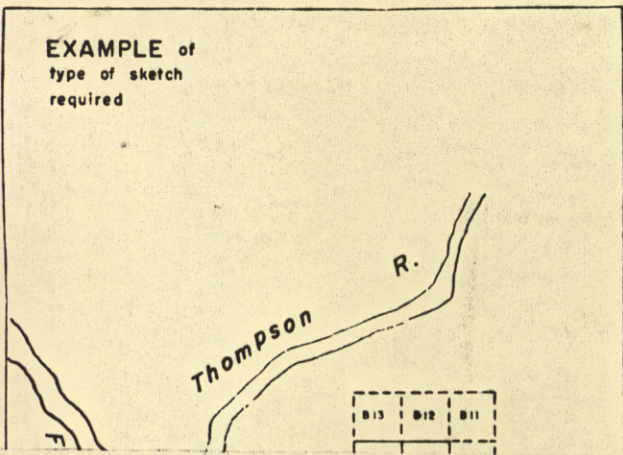 EXAMPLE of
type of sketch
required
Thompson R.
B13 B12 B11
F